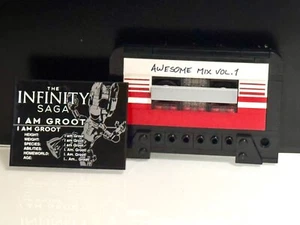 THE
INFINITY
SAGA
I AM GROOT
I AM GROOT
HEIGHT: I Am Groot
WEIGHT: I Am Groot
SPECIES: I Am Groot
ABILITIES: I Am Groot
HOMEWORLD: I Am Groot
AGE: I... Am... Groot
AWESOME MIX VOL.1